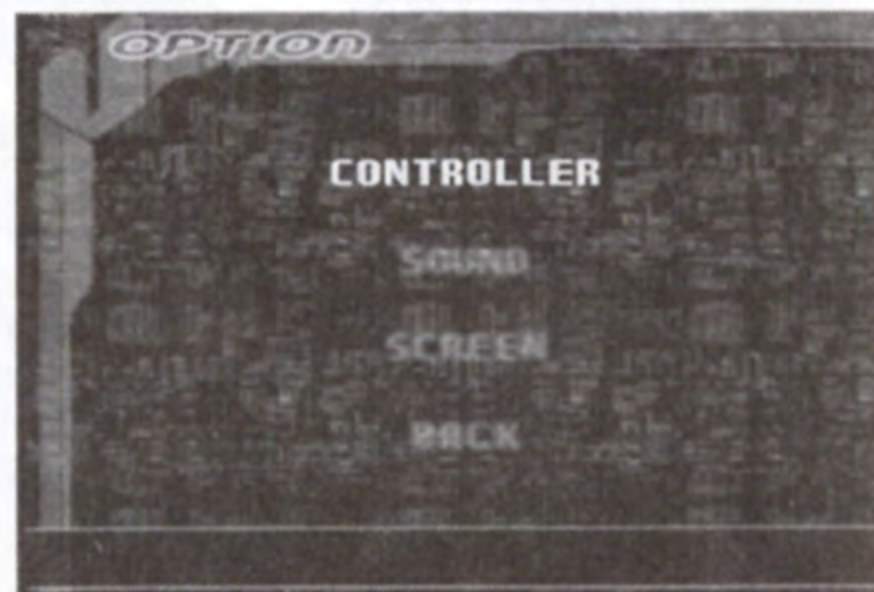 OPTION
CONTROLLER
SOUND
SCREEN
BACK